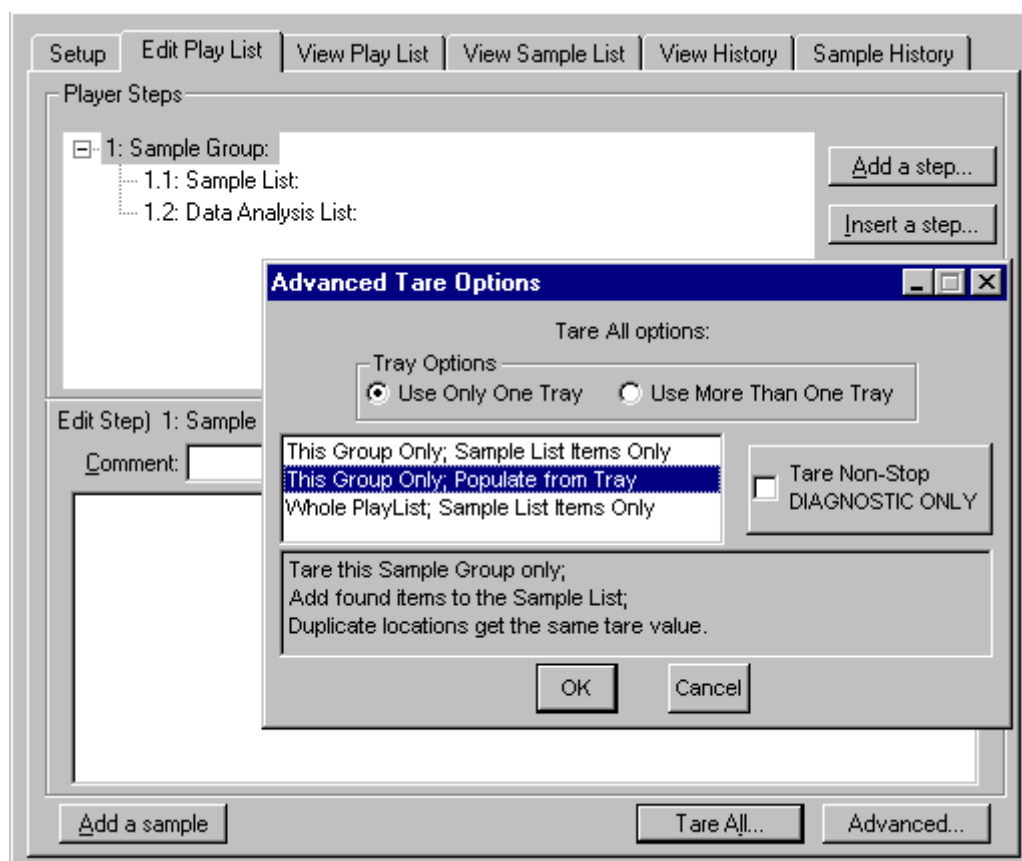 Setup
Edit Play List
View Play List
View Sample List
View History
Sample History
Player Steps
1: Sample Group:
1.1: Sample List:
1.2: Data Analysis List:
Add a step...
Insert a step...
Advanced Tare Options
Tare All options:
Tray Options
Use Only One Tray
Use More Than One Tray
Edit Step) 1: Sample
Comment:
This Group Only; Sample List Items Only
This Group Only; Populate from Tray
Whole PlayList; Sample List Items Only
Tare Non-Stop
DIAGNOSTIC ONLY
Tare this Sample Group only;
Add found items to the Sample List;
Duplicate locations get the same tare value.
OK
Cancel
Add a sample
Tare All...
Advanced...